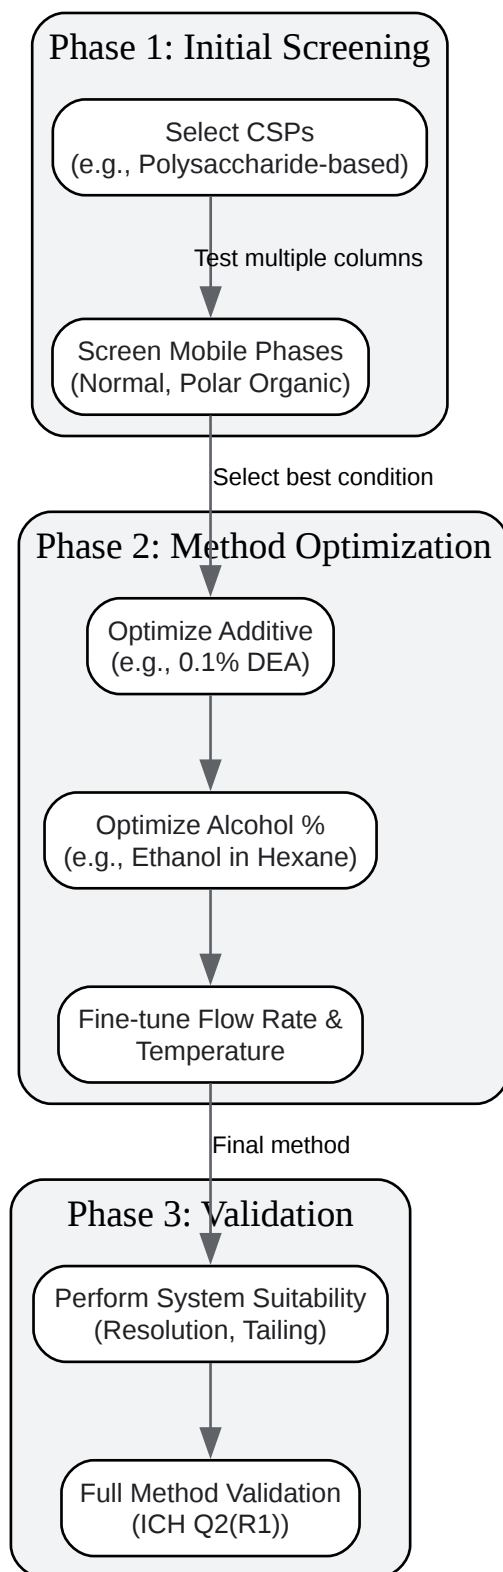 Phase 1: Initial Screening
Select CSPs
(e.g., Polysaccharide-based)
Test multiple columns
Screen Mobile Phases
(Normal, Polar Organic)
Select best condition
Phase 2: Method Optimization
Optimize Additive
(e.g., 0.1% DEA)
Optimize Alcohol %
(e.g., Ethanol in Hexane)
Fine-tune Flow Rate &
Temperature
Final method
Phase 3: Validation
Perform System Suitability
(Resolution, Tailing)
Full Method Validation
(ICH Q2(R1))